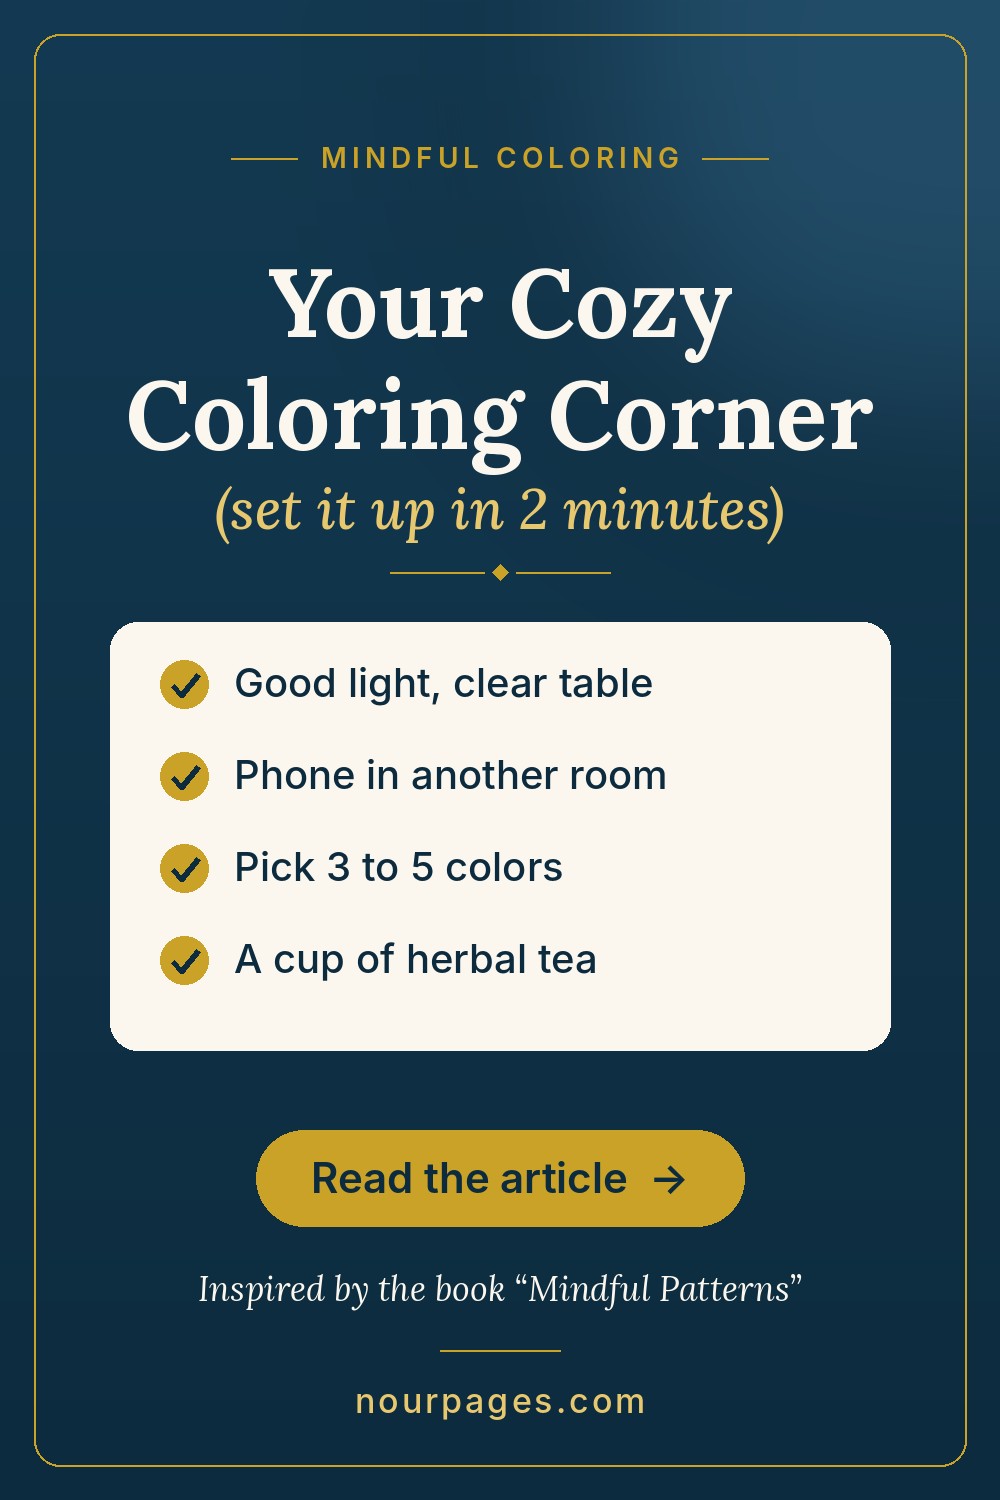 MINDFUL COLORING
Your Cozy
Coloring Corner
(set it up in 2 minutes)
Good light, clear table
Phone in another room
Pick 3 to 5 colors
A cup of herbal tea
Read the article →
Inspired by the book “Mindful Patterns”
nourpages.com